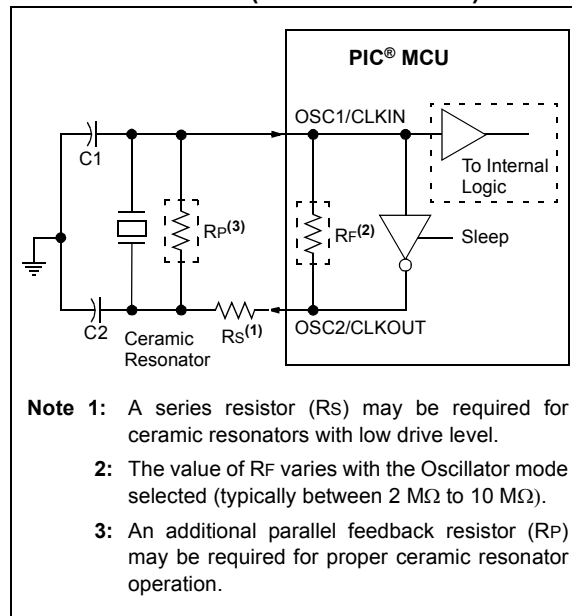 PIC® MCU
OSC1/CLKIN
C1
To Internal
Logic
RP(3)
RF(2)
Sleep
OSC2/CLKOUT
C2
Ceramic
Resonator
RS(1)
Note 1: A series resistor (RS) may be required for
ceramic resonators with low drive level.
2: The value of RF varies with the Oscillator mode
selected (typically between 2 MΩ to 10 MΩ).
3: An additional parallel feedback resistor (RP)
may be required for proper ceramic resonator
operation.